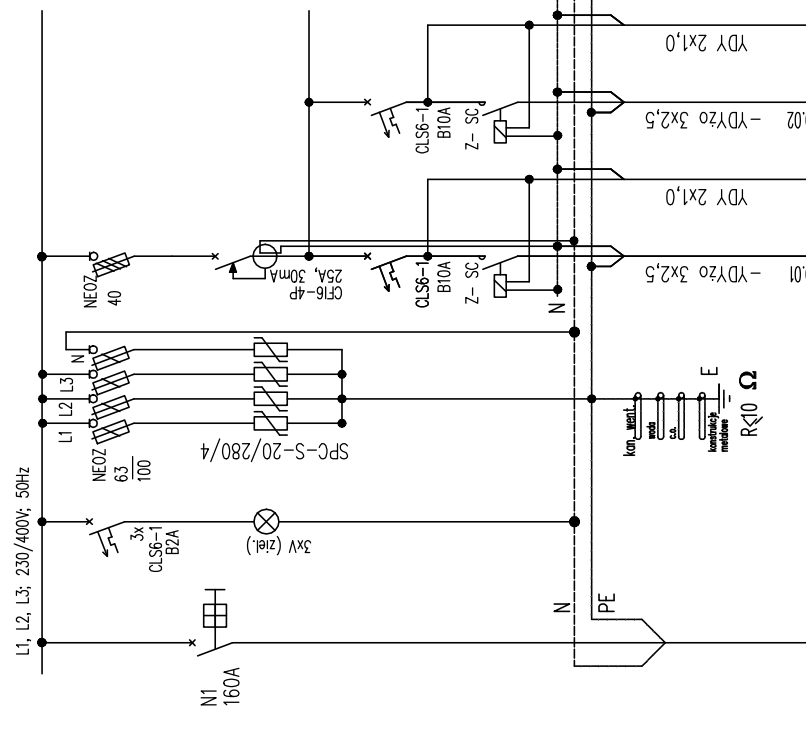 YDY 2x1,0
CLS6-1
B10A
Z- SC
-YDYżo 3x2,5
.02
YDY 2x1,0
NEOZ
40
CFI6-4P
25A, 30mA
CLS6-1
B10A
Z- SC
-YDYżo 3x2,5
01
N
N
L3
L2
L1
NEOZ
63
100
SPC-S-20/280/4
kan. went.
woda
c.o.
konstrukcje
metalowe
E
R<10 Ω
L1, L2, L3; 230/400V; 50Hz
3x
CLS6-1
B2A
3xV (ziel.)
N
PE
N1
160A